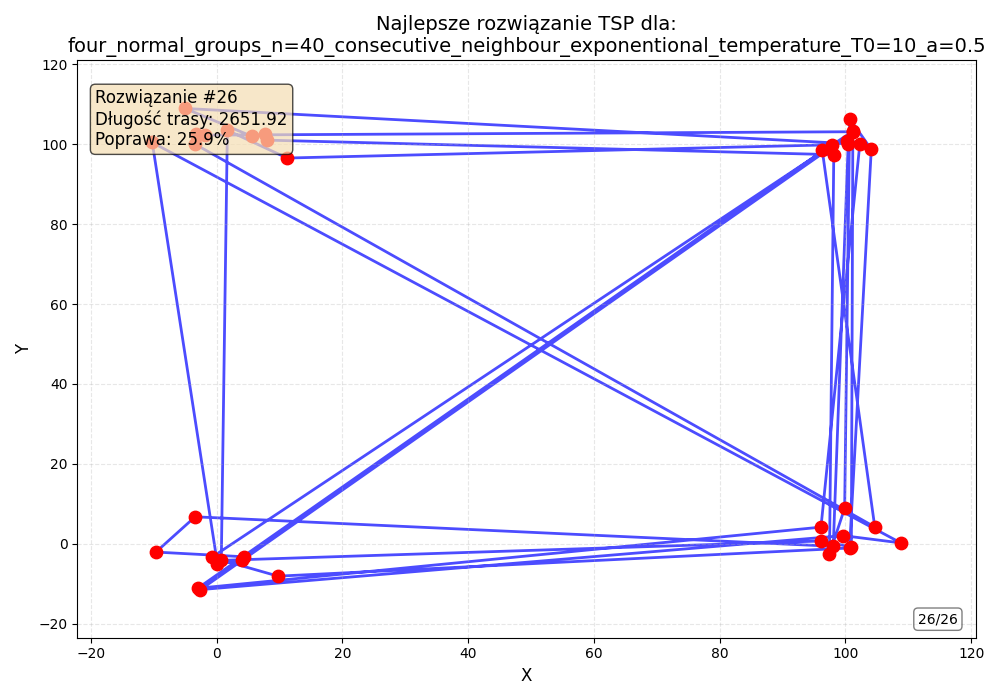 Najlepsze rozwiązanie TSP dla:
four_normal_groups_n=40_consecutive_neighbour_exponential_temperature_T0=10_a=0.5
Rozwiązanie #26
Długość trasy: 2651.92
Poprawa: 25.9%
120
100
80
60
40
20
0
−20
Y
−20
0
20
40
60
80
100
120
X
26/26